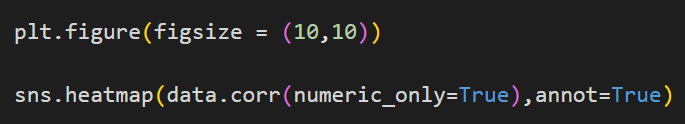 plt.figure(figsize = (10,10))
sns.heatmap(data.corr(numeric_only=True),annot=True)